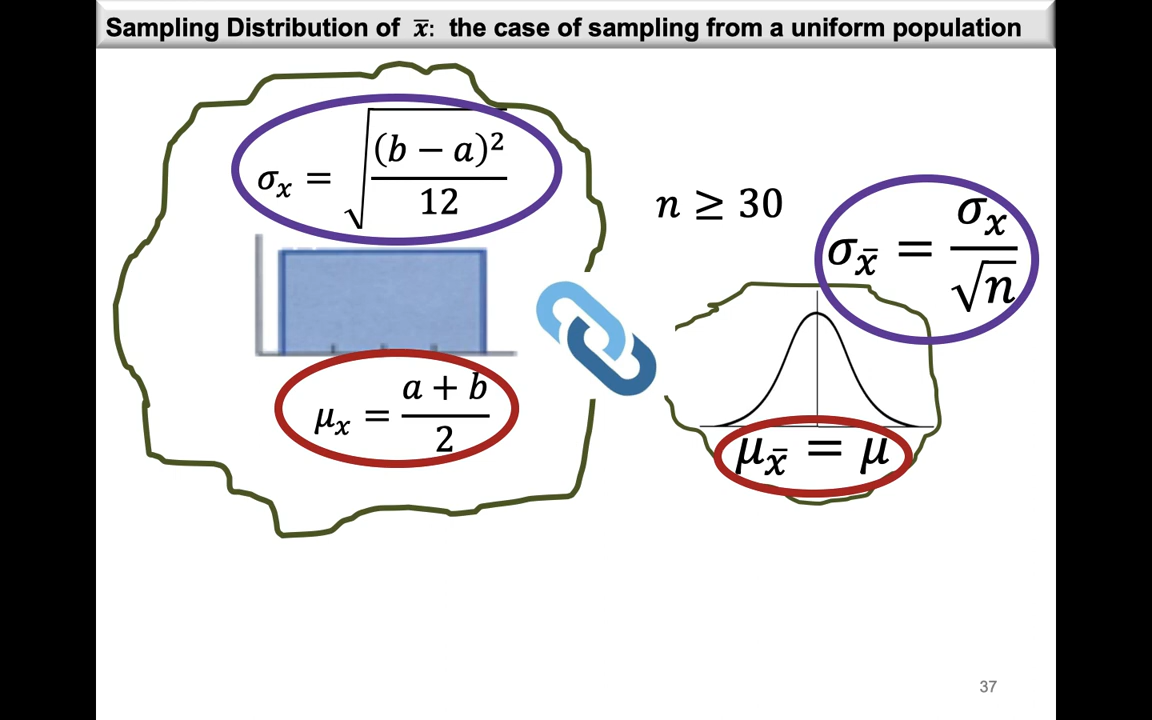 Sampling Distribution of x̄: the case of sampling from a uniform population
σₓ = √((b − a)² / 12)
μₓ = (a + b) / 2
n ≥ 30
σ_x̄ = σₓ / √n
μ_x̄ = μ
37